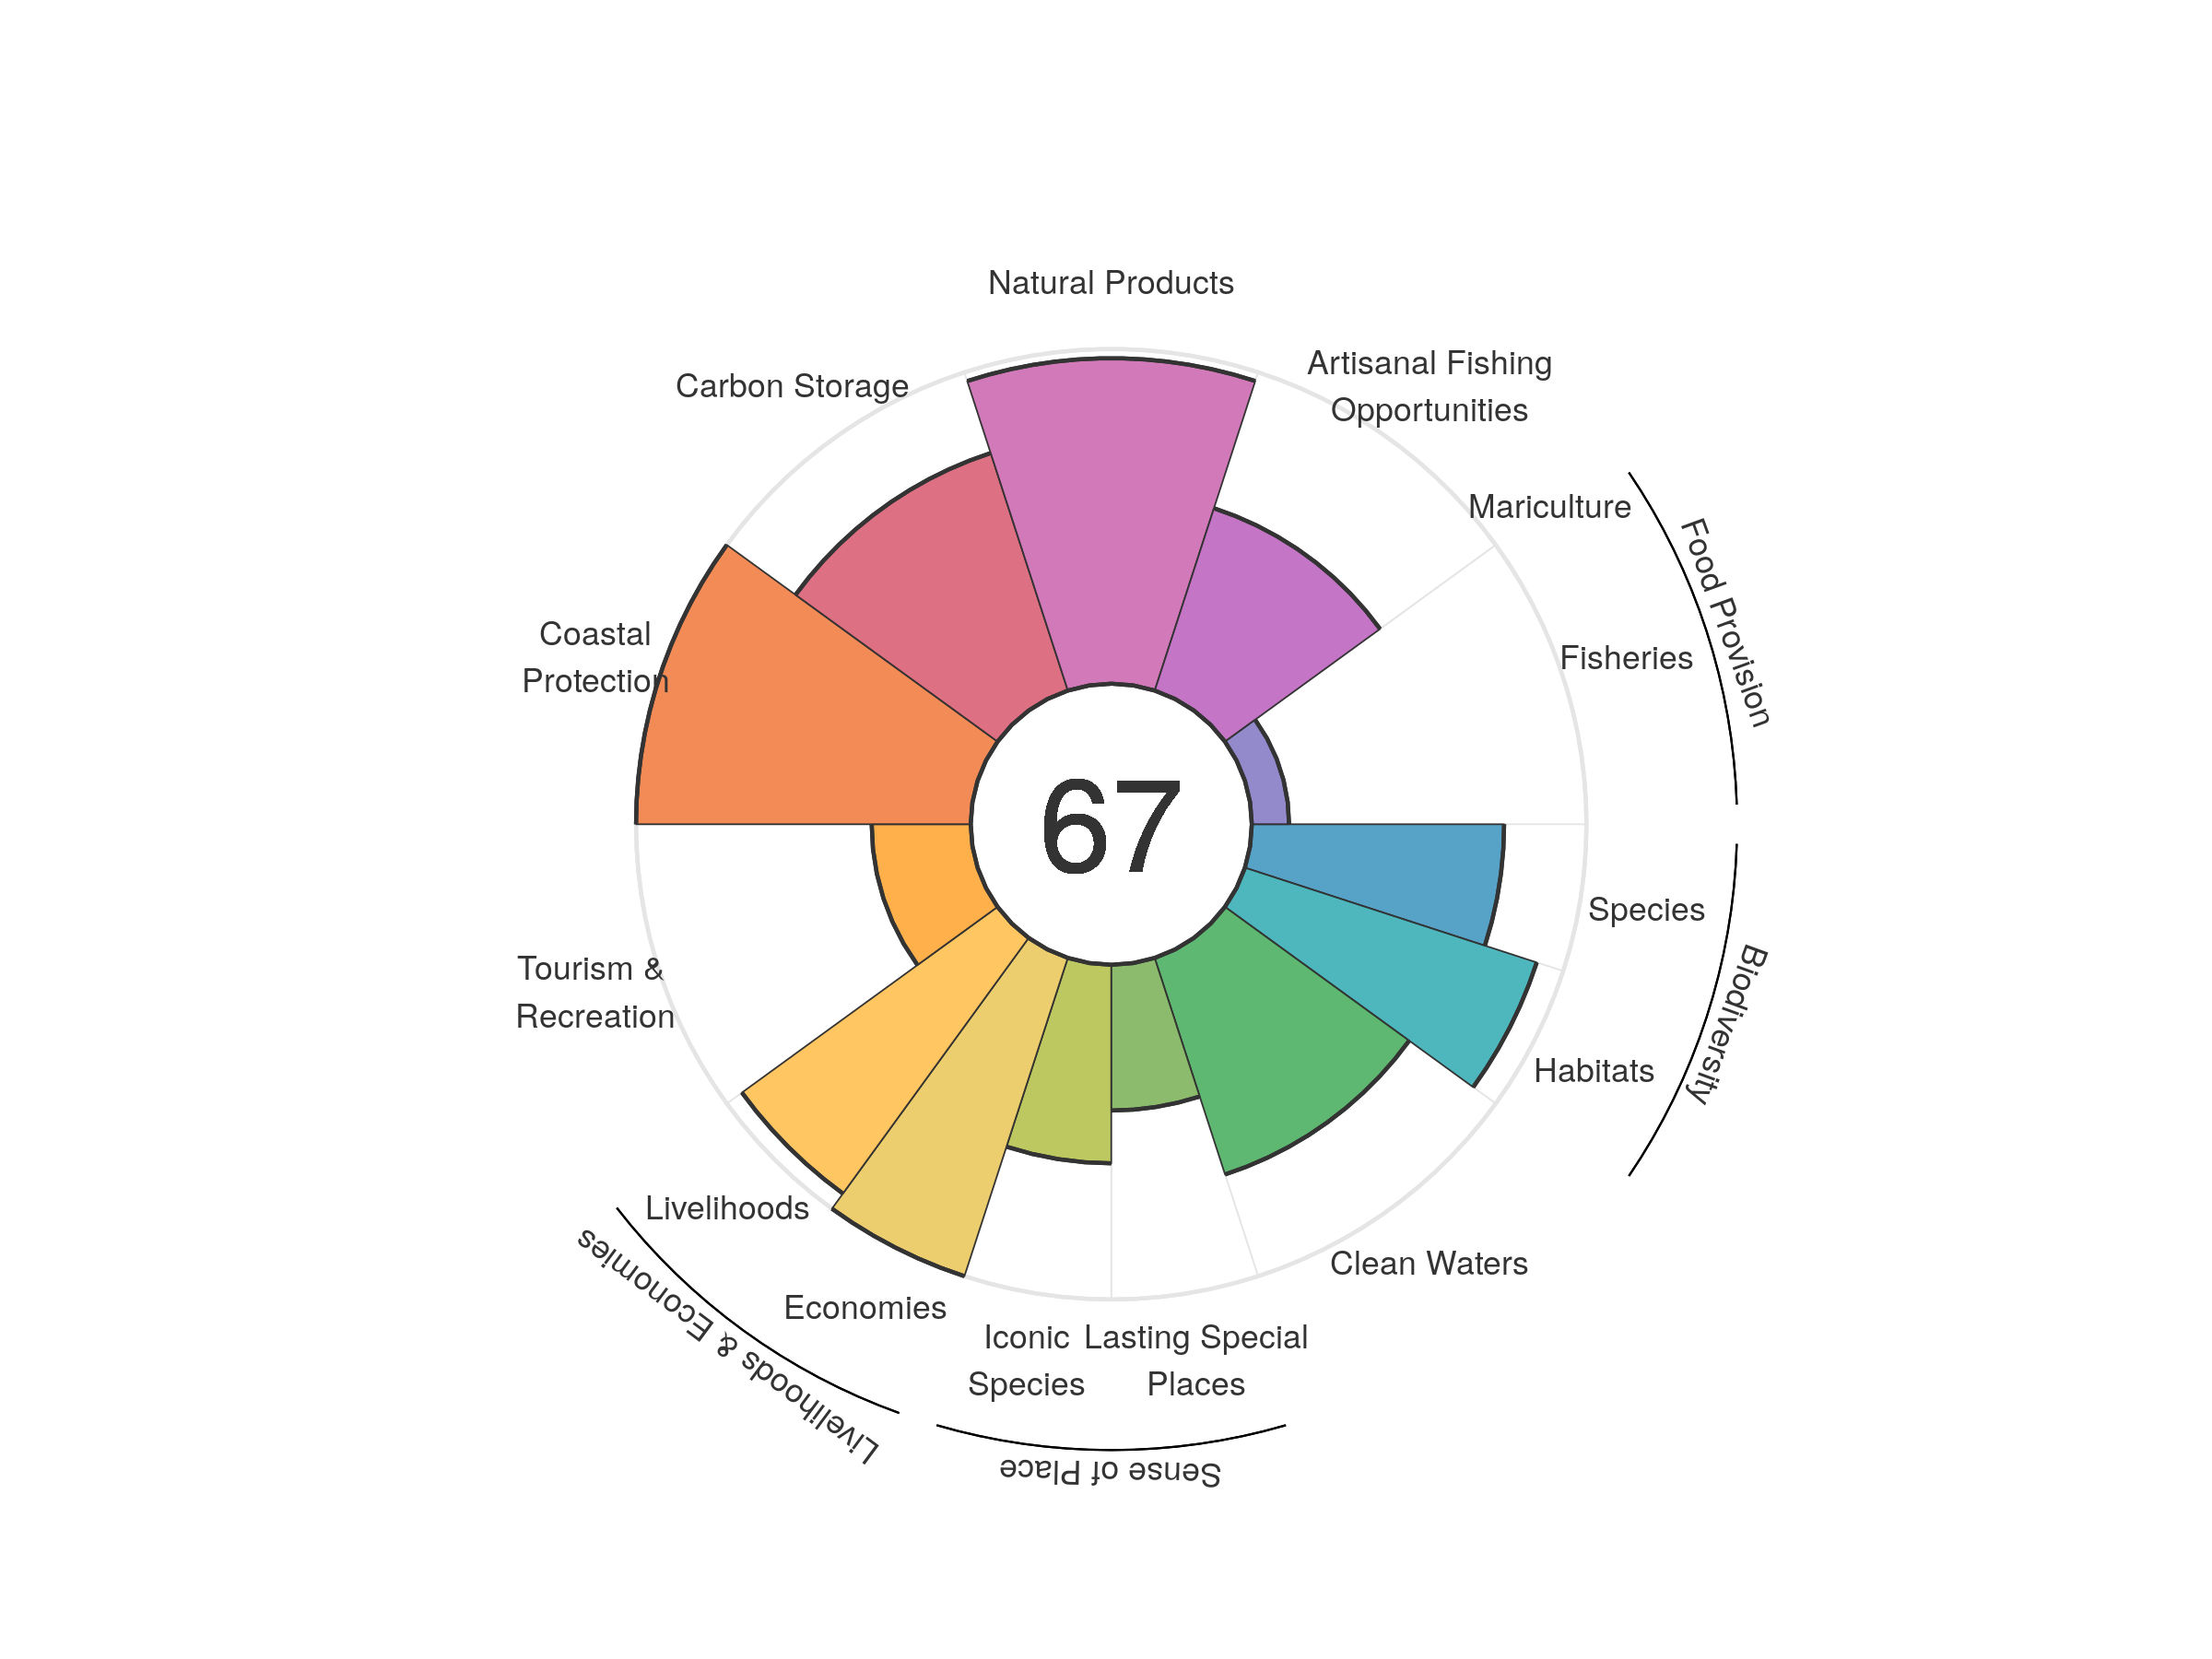 Natural Products
Carbon Storage
Artisanal Fishing
Opportunities
Mariculture
Food Provision
Fisheries
Coastal
Protection
67
Species
Biodiversity
Tourism &
Recreation
Habitats
Livelihoods
Livelihoods & Economies
Clean Waters
Economies
Iconic
Species
Lasting Special
Places
Sense of Place